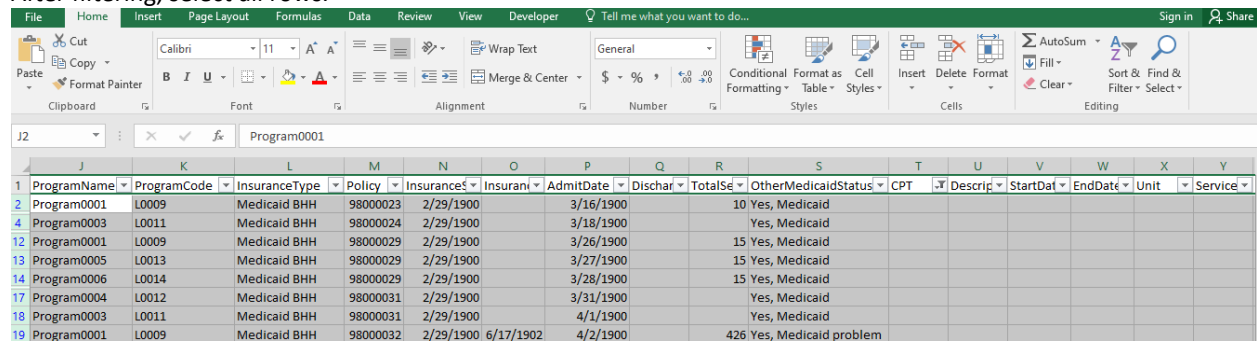 After filtering, select all rows.
File Home Insert Page Layout Formulas Data Review View Developer Tell me what you want to do... Sign in Share
Cut
Copy
Paste
Format Painter
Calibri 11 A A Wrap Text General AutoSum
Fill
Clear
B I U A Merge & Center $ % , .0 .00 .00 .0 Conditional Formatting Format as Table Cell Styles Insert Delete Format Sort & Filter Find & Select
Clipboard Font Alignment Number Styles Cells Editing
J2 fx Program0001
J K L M N O P Q R S T U V W X Y
1 ProgramName ProgramCode InsuranceType Policy InsuranceS Insuran AdmitDate Dischar TotalSe OtherMedicaidStatus CPT Descrip StartDat EndDate Unit Service
2 Program0001 L0009 Medicaid BHH 98000023 2/29/1900 3/16/1900 10 Yes, Medicaid
4 Program0003 L0011 Medicaid BHH 98000024 2/29/1900 3/18/1900 Yes, Medicaid
12 Program0001 L0009 Medicaid BHH 98000029 2/29/1900 3/26/1900 15 Yes, Medicaid
13 Program0005 L0013 Medicaid BHH 98000029 2/29/1900 3/27/1900 15 Yes, Medicaid
14 Program0006 L0014 Medicaid BHH 98000029 2/29/1900 3/28/1900 15 Yes, Medicaid
17 Program0004 L0012 Medicaid BHH 98000031 2/29/1900 3/31/1900 Yes, Medicaid
18 Program0003 L0011 Medicaid BHH 98000031 2/29/1900 4/1/1900 Yes, Medicaid
19 Program0001 L0009 Medicaid BHH 98000032 2/29/1900 6/17/1902 4/2/1900 426 Yes, Medicaid problem